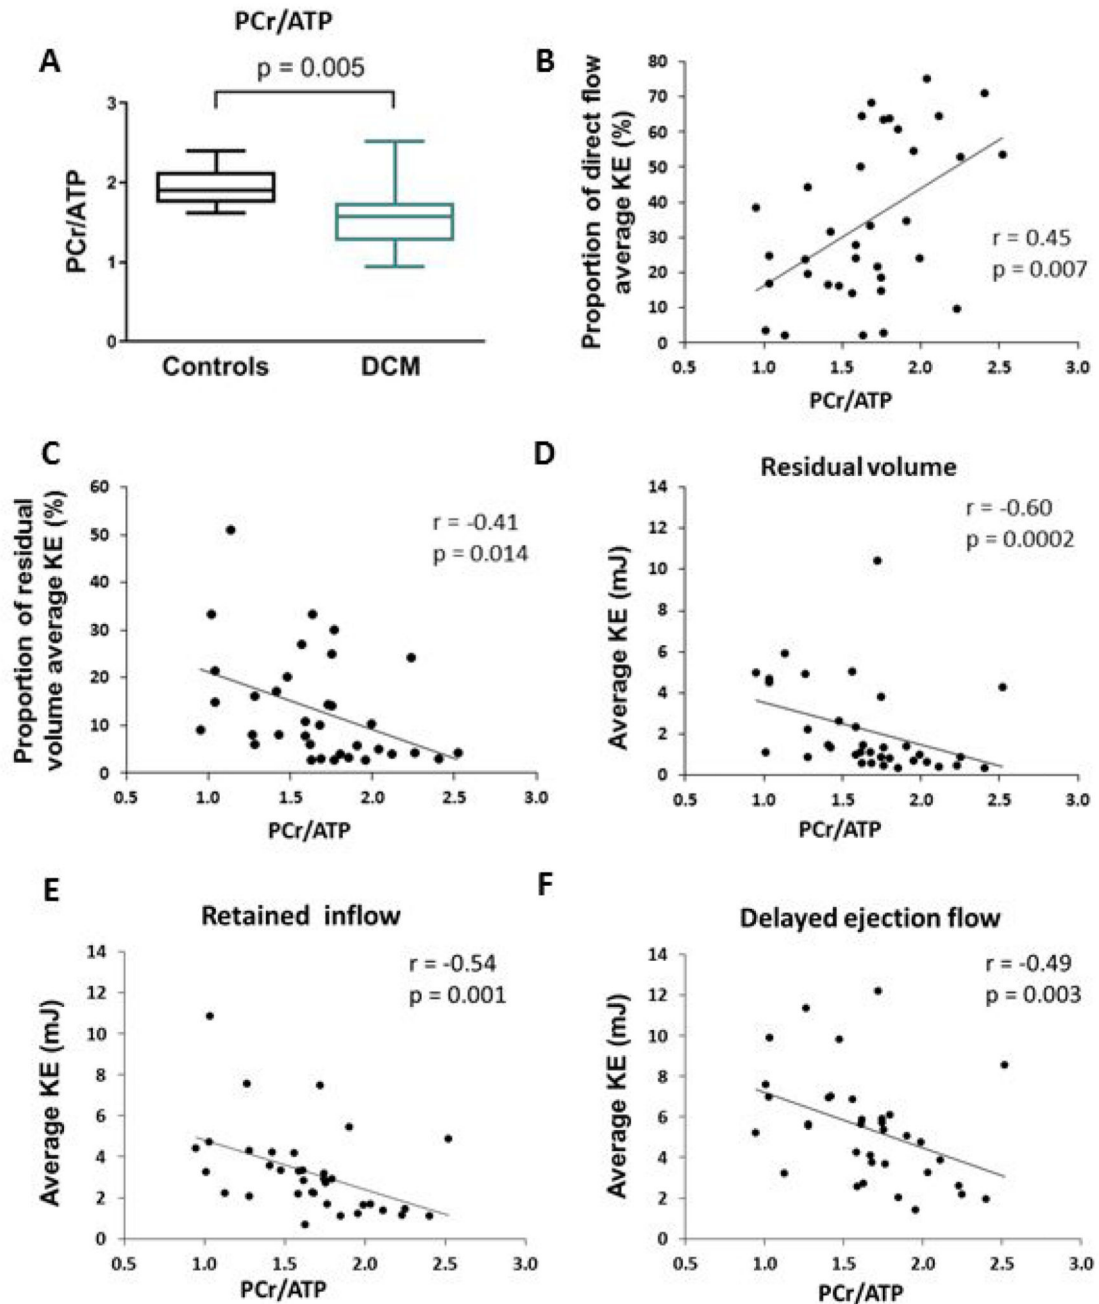 PCr/ATP
A
p = 0.005
PCr/ATP
3
2
1
0
Controls
DCM
B
Proportion of direct flow
average KE (%)
80
70
60
50
40
30
20
10
0
r = 0.45
p = 0.007
0.5 1.0 1.5 2.0 2.5 3.0
PCr/ATP
C
Proportion of residual
volume average KE (%)
60
50
40
30
20
10
0
r = -0.41
p = 0.014
0.5 1.0 1.5 2.0 2.5 3.0
PCr/ATP
D
Residual volume
Average KE (mJ)
14
12
10
8
6
4
2
0
r = -0.60
p = 0.0002
0.5 1.0 1.5 2.0 2.5 3.0
PCr/ATP
E
Retained inflow
Average KE (mJ)
14
12
10
8
6
4
2
0
r = -0.54
p = 0.001
0.5 1.0 1.5 2.0 2.5 3.0
PCr/ATP
F
Delayed ejection flow
Average KE (mJ)
14
12
10
8
6
4
2
0
r = -0.49
p = 0.003
0.5 1.0 1.5 2.0 2.5 3.0
PCr/ATP